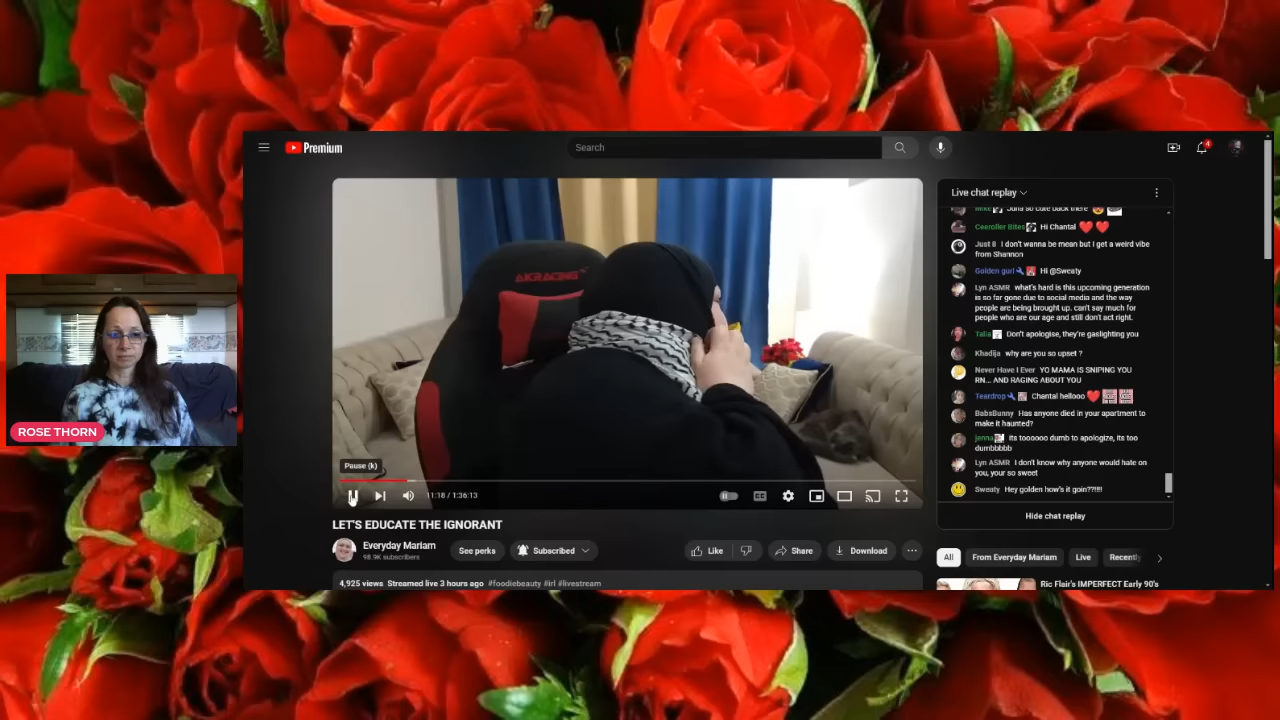 Premium
Search
4
AKRACING
Live chat replay
Ceeroller Bites Hi Chantal
Just B I don't wanna be mean but I get a weird vibe
from Shannon
Golden gurl Hi @Sweaty
Lyn ASMR what's hard is this upcoming generation
is so far gone due to social media and the way
people are being brought up. can't say much for
people who are our age and still don't act right.
Talia Don't apologise, they're gaslighting you
Khadija why are you so upset ?
Never Have I Ever YO MAMA IS SNIPING YOU
RN... AND RAGING ABOUT YOU
Teardrop Chantal hellooo
BabsBunny Has anyone died in your apartment to
make it haunted?
jenna Its toooooo dumb to apologize, its too
dumbbbbb
Lyn ASMR I don't know why anyone would hate on
you, your so sweet
Sweaty Hey golden how's it goin??!!!!
Hide chat replay
ROSE THORN
Pause (k)
11:18 / 1:36:13
LET'S EDUCATE THE IGNORANT
Everyday Mariam
98.9K subscribers
See perks
Subscribed
Like
Share
Download
All
From Everyday Mariam
Live
Recently
4,925 views Streamed live 3 hours ago #foodiebeauty #irl #livestream
Ric Flair's IMPERFECT Early 90's